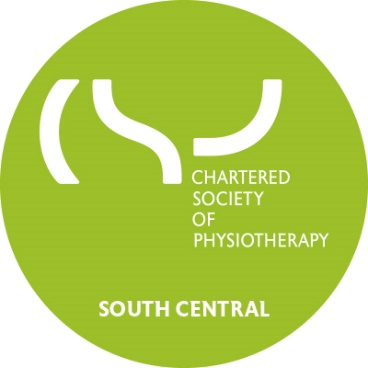 CHARTERED
SOCIETY
OF
PHYSIOTHERAPY
SOUTH CENTRAL